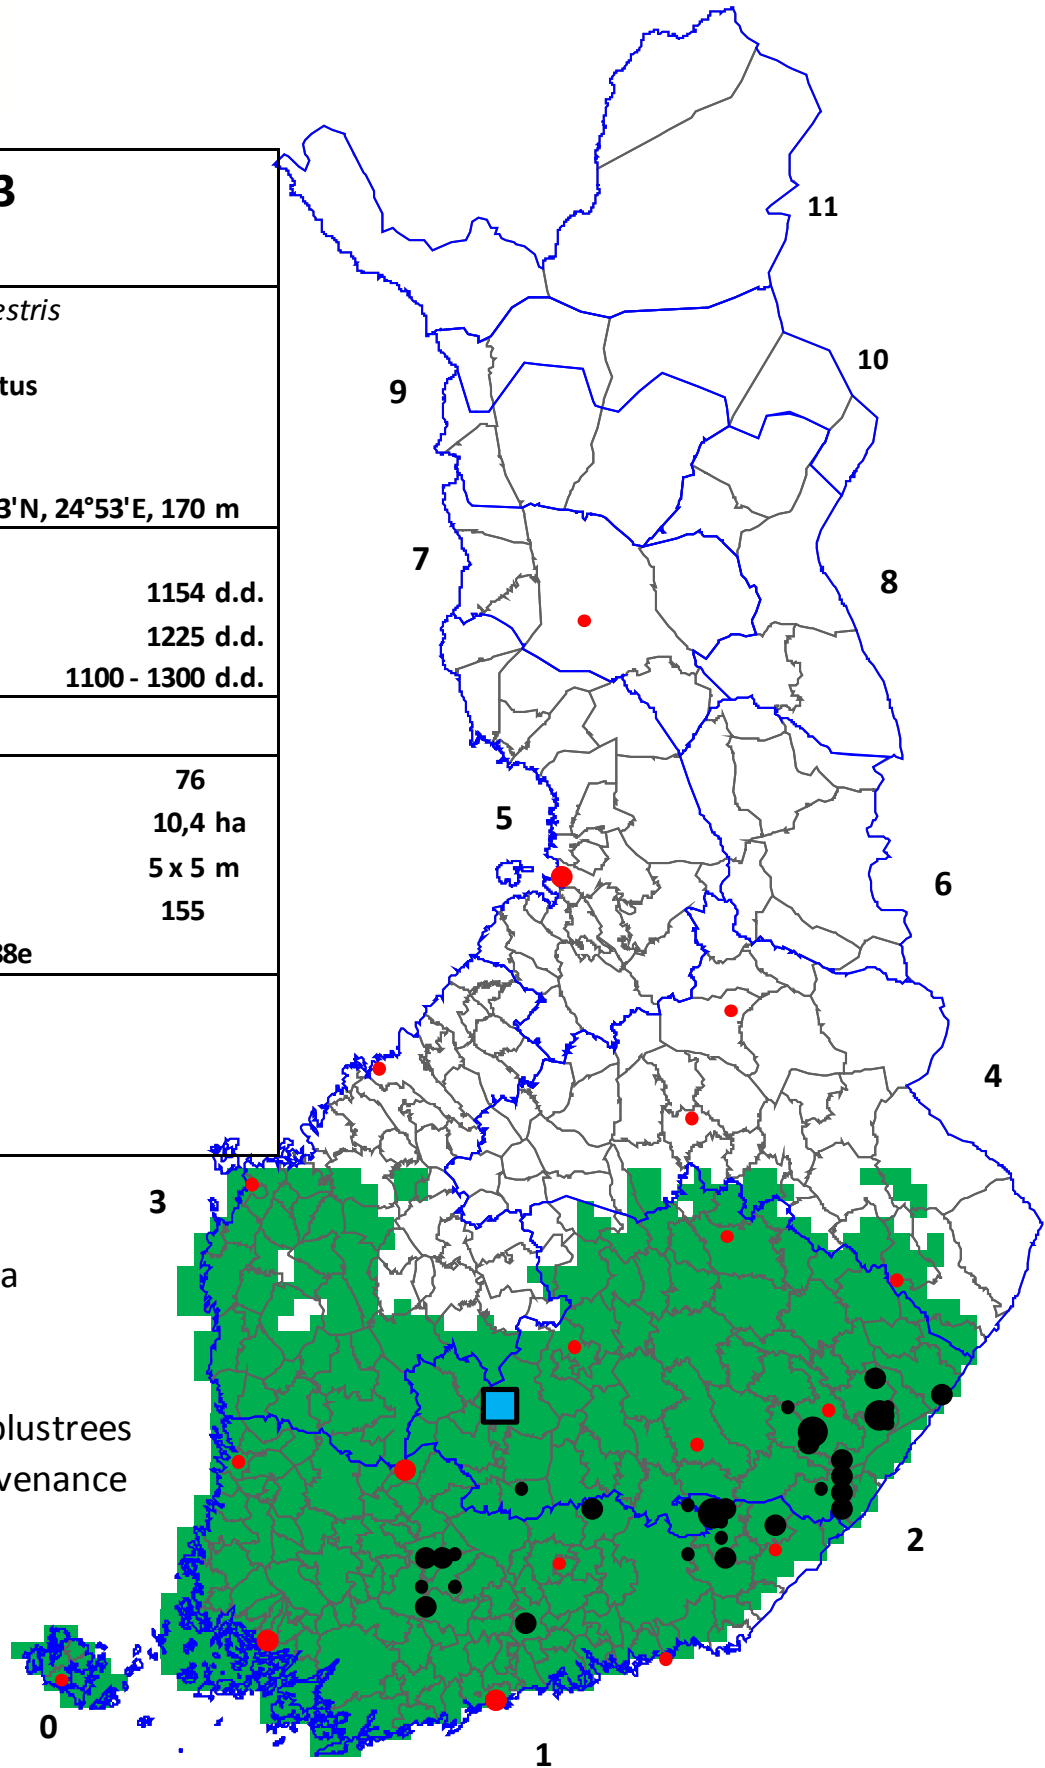 3
estris
tus
3'N, 24°53'E, 170 m
1154 d.d.
1225 d.d.
1100 - 1300 d.d.
76
10,4 ha
5 x 5 m
155
38e
a
plustrees
venance
11
10
9
8
7
6
5
4
3
2
1
0